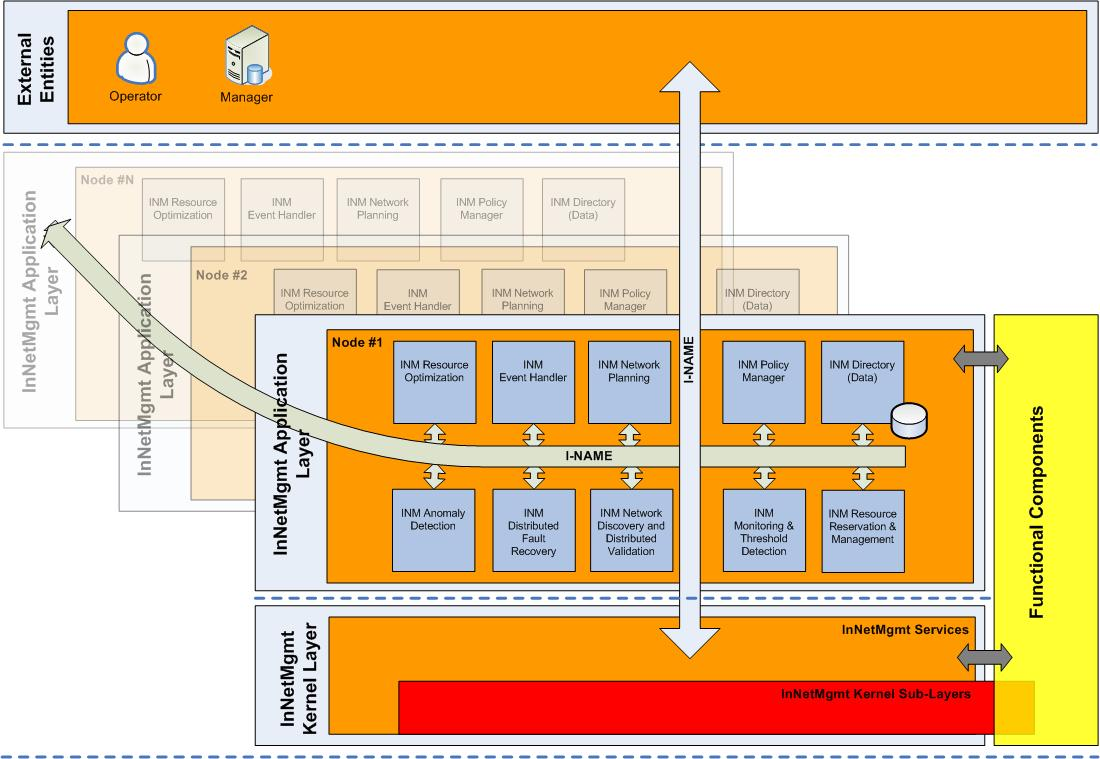 External
Entities
Operator
Manager
InNetMgmt Application
Layer
Node #N
INM Resource
Optimization
INM
Event Handler
INM Network
Planning
INM Policy
Manager
INM Directory
(Data)
InNetMgmt Application
Layer
Node #2
INM Resource
Optimization
INM
Event Handler
INM Network
Planning
INM Policy
Manager
INM Directory
(Data)
InNetMgmt Application
Layer
Node #1
INM Resource
Optimization
INM
Event Handler
INM Network
Planning
I-NAME
INM Policy
Manager
INM Directory
(Data)
I-NAME
INM Anomaly
Detection
INM
Distributed
Fault
Recovery
INM Network
Discovery and
Distributed
Validation
INM
Monitoring &
Threshold
Detection
INM Resource
Reservation &
Management
Functional Components
InNetMgmt
Kernel Layer
InNetMgmt Services
InNetMgmt Kernel Sub-Layers